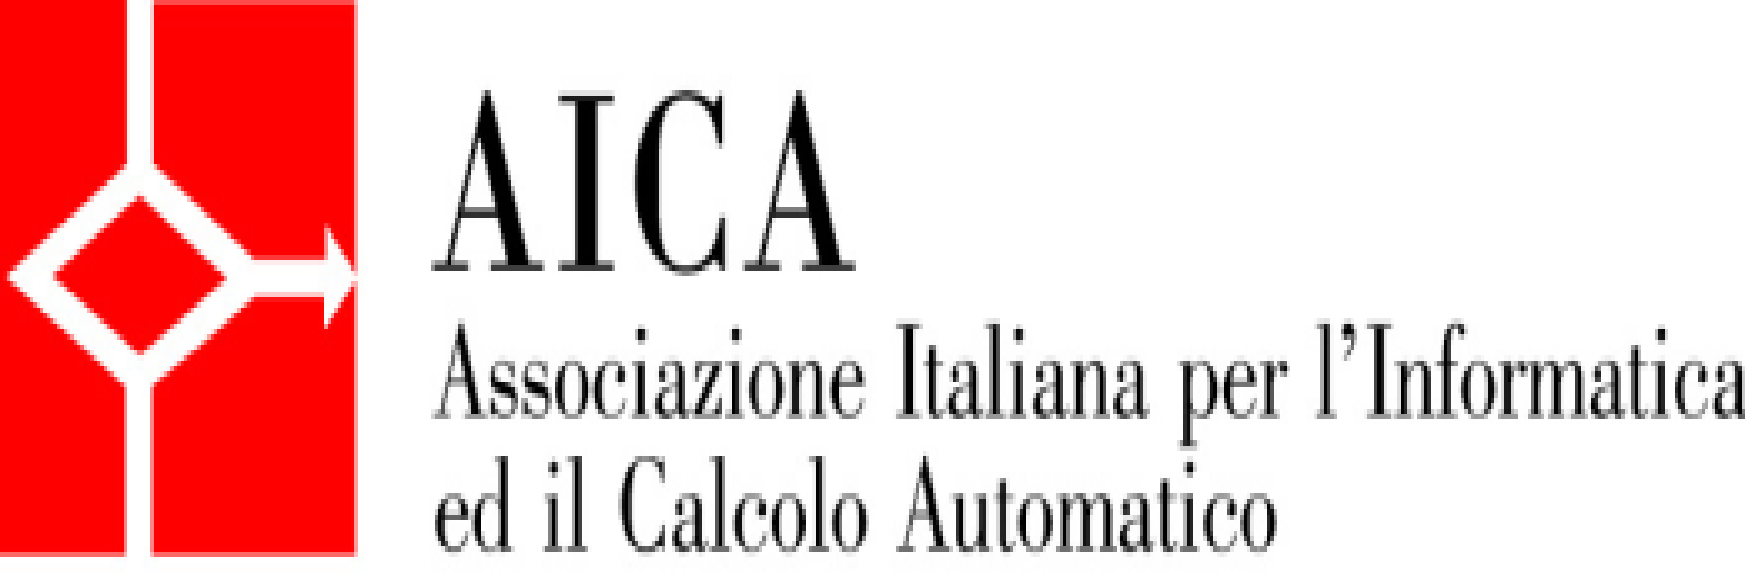 AICA
Associazione Italiana per l’Informatica
ed il Calcolo Automatico